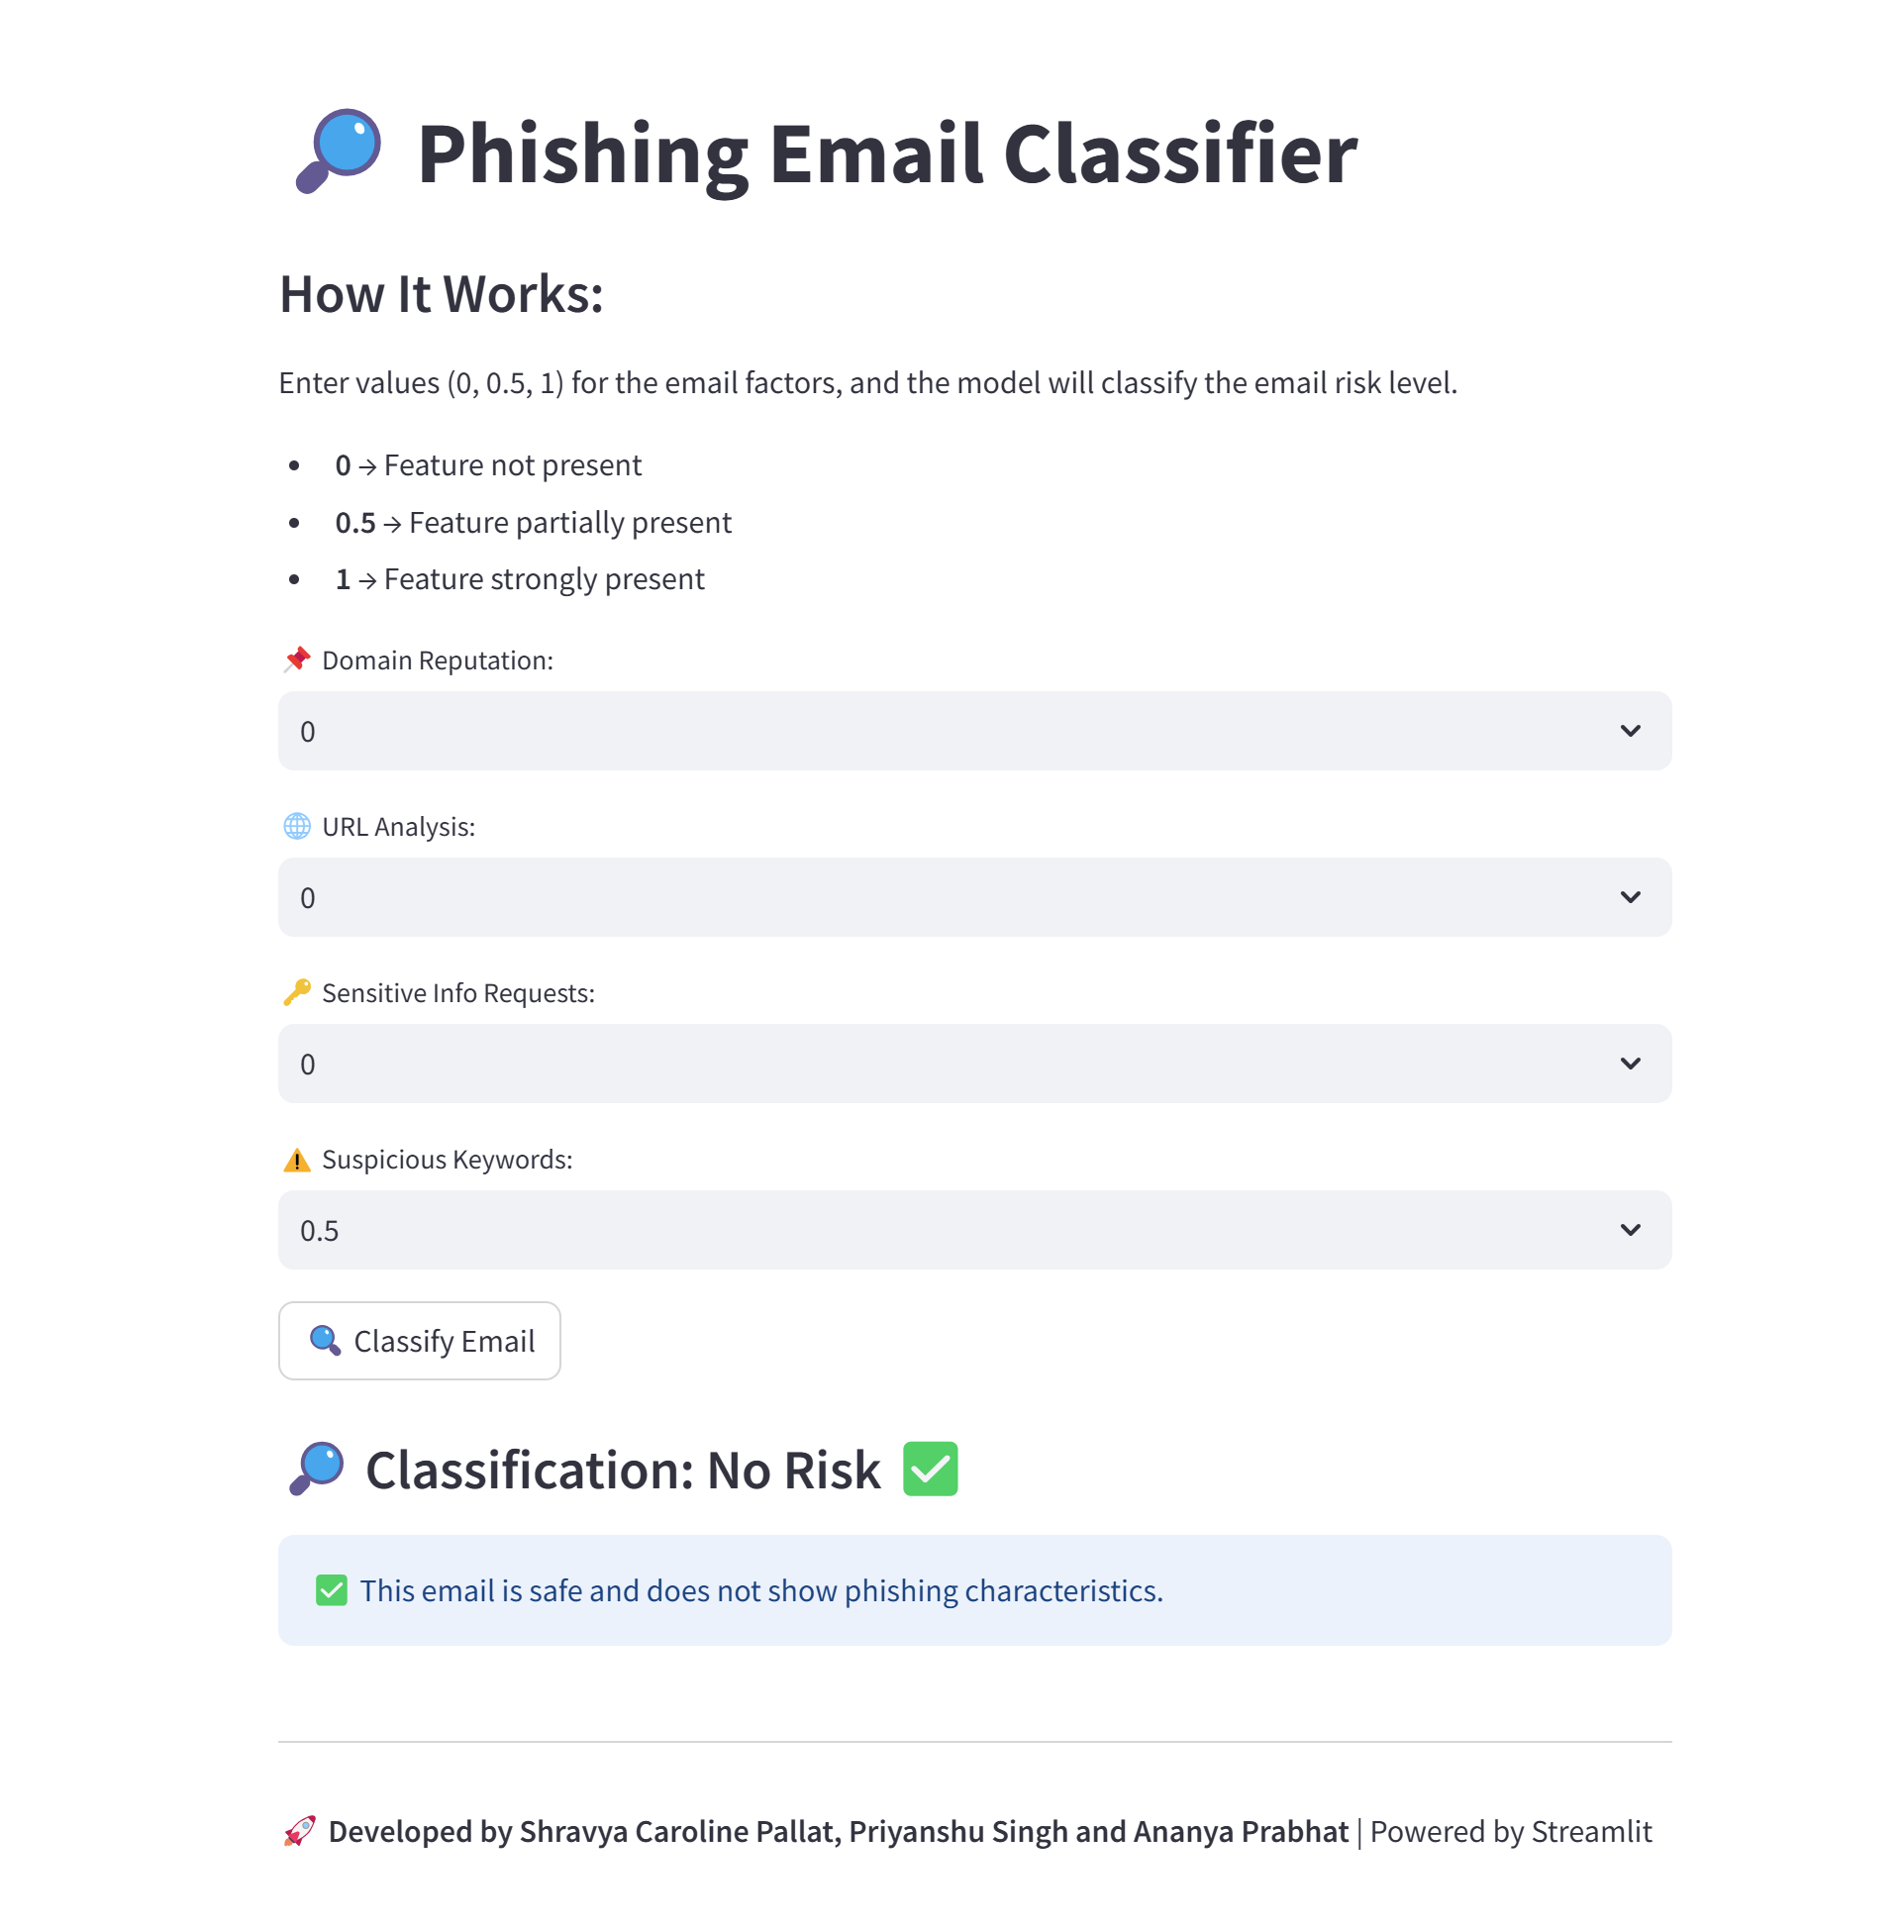 Phishing Email Classifier
How It Works:
Enter values (0, 0.5, 1) for the email factors, and the model will classify the email risk level.
• 0 → Feature not present
• 0.5 → Feature partially present
• 1 → Feature strongly present
Domain Reputation:
0
URL Analysis:
0
Sensitive Info Requests:
0
Suspicious Keywords:
0.5
Classify Email
Classification: No Risk
This email is safe and does not show phishing characteristics.
Developed by Shravya Caroline Pallat, Priyanshu Singh and Ananya Prabhat | Powered by Streamlit